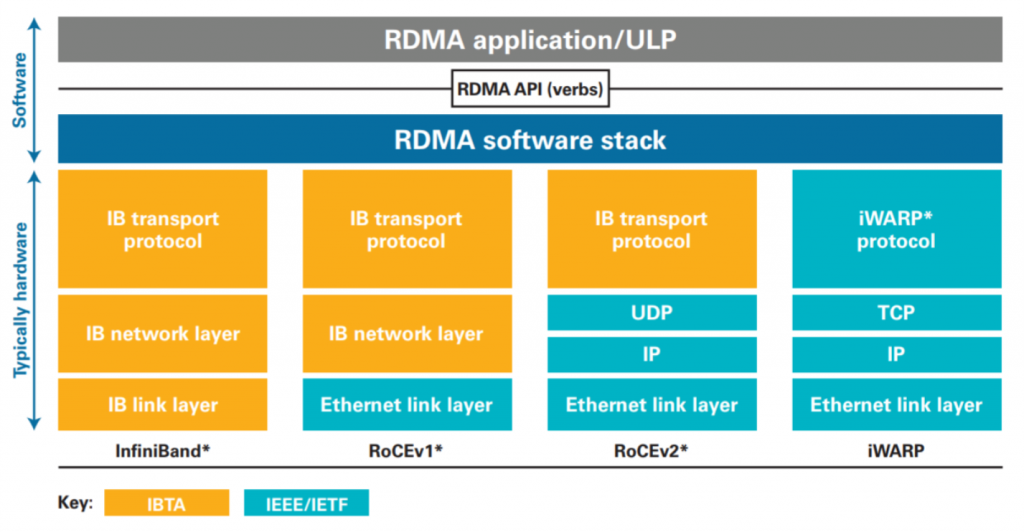 Software
RDMA application/ULP
RDMA API (verbs)
RDMA software stack
Typically hardware
IB transport
protocol
IB network layer
IB link layer
InfiniBand*
IB transport
protocol
IB network layer
Ethernet link layer
RoCEv1*
IB transport
protocol
UDP
IP
Ethernet link layer
RoCEv2*
iWARP*
protocol
TCP
IP
Ethernet link layer
iWARP
Key:
IBTA
IEEE/IETF